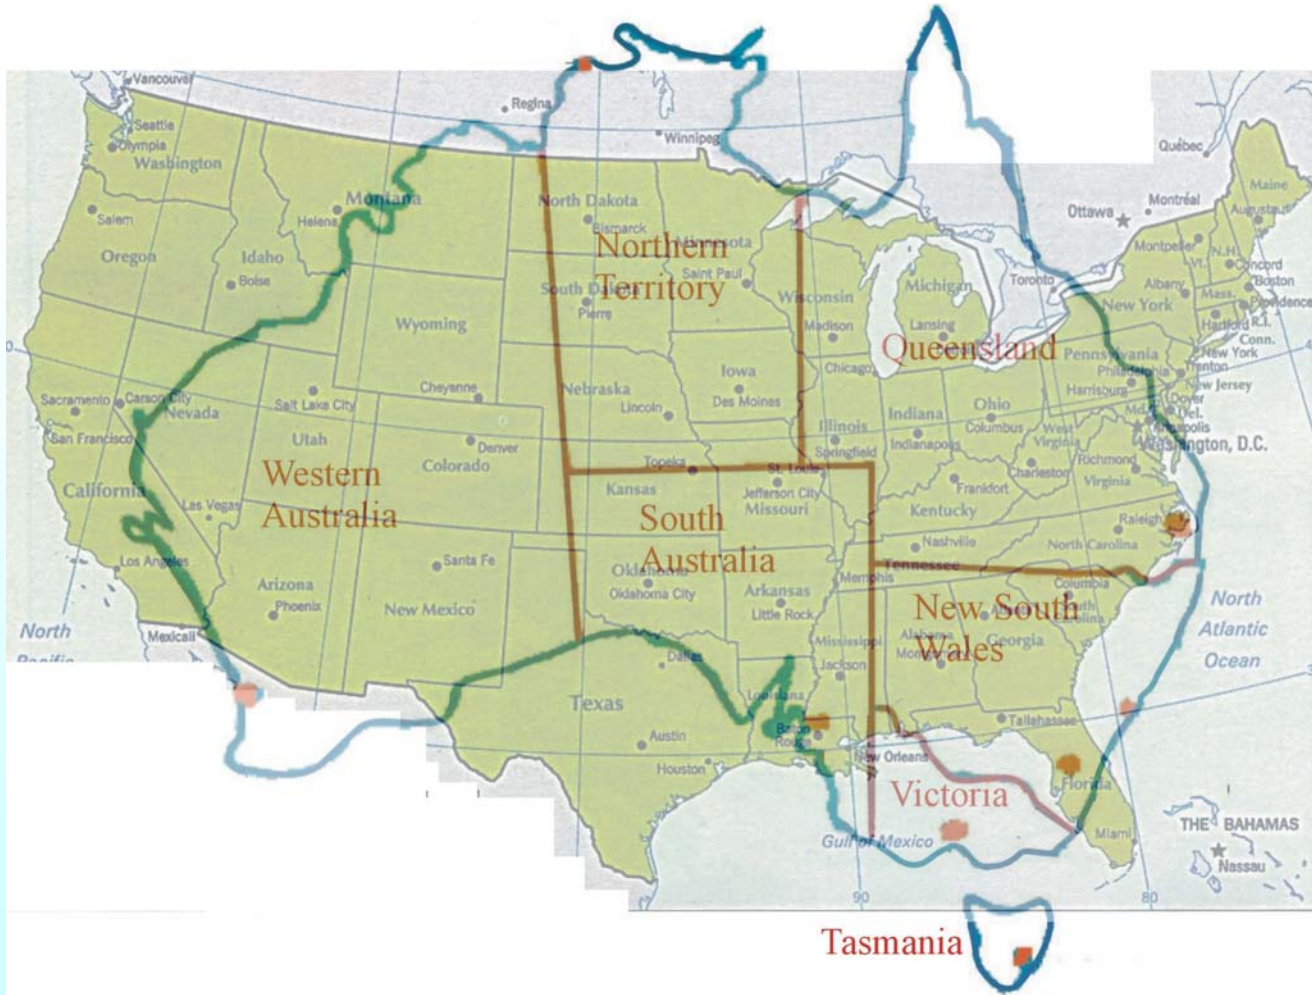 Vancouver
Regina
Winnipeg
Québec
Seattle
Olympia
Washington
Montana
Helena
North Dakota
Bismarck
Minnesota
Ottawa
Montréal
Maine
Augusta
Salem
Oregon
Idaho
Boise
Northern
Territory
South Dakota
Pierre
Saint Paul
Wisconsin
Madison
Michigan
Lansing
Toronto
Montpelier
Vt.
N.H.
Concord
Albany
Boston
Mass.
Providence
New York
Hartford
R.I.
Conn.
Wyoming
Cheyenne
Nebraska
Lincoln
Iowa
Des Moines
Chicago
Queensland
Pennsylvania
Philadelphia
Harrisburg
New York
Trenton
New Jersey
Dover
Del.
Md.
Annapolis
Washington, D.C.
Sacramento
Carson City
Nevada
San Francisco
Salt Lake City
Utah
Denver
Colorado
Illinois
Springfield
Indiana
Indianapolis
Ohio
Columbus
West
Virginia
Charleston
Richmond
Virginia
California
Las Vegas
Western
Australia
Topeka
Kansas
St. Louis
Jefferson City
Missouri
Frankfort
Kentucky
South
Australia
Raleigh
North Carolina
Nashville
Tennessee
Los Angeles
Arizona
Phoenix
Santa Fe
New Mexico
Oklahoma
Oklahoma City
Arkansas
Little Rock
Memphis
Columbia
South
Carolina
New South
Wales
Georgia
Alabama
Mississippi
Jackson
Mexicali
North
Pacific
North
Atlantic
Ocean
Dallas
Texas
Austin
Houston
Louisiana
Baton
Rouge
New Orleans
Tallahassee
Florida
Miami
Victoria
Gulf of Mexico
THE BAHAMAS
Nassau
90
80
Tasmania